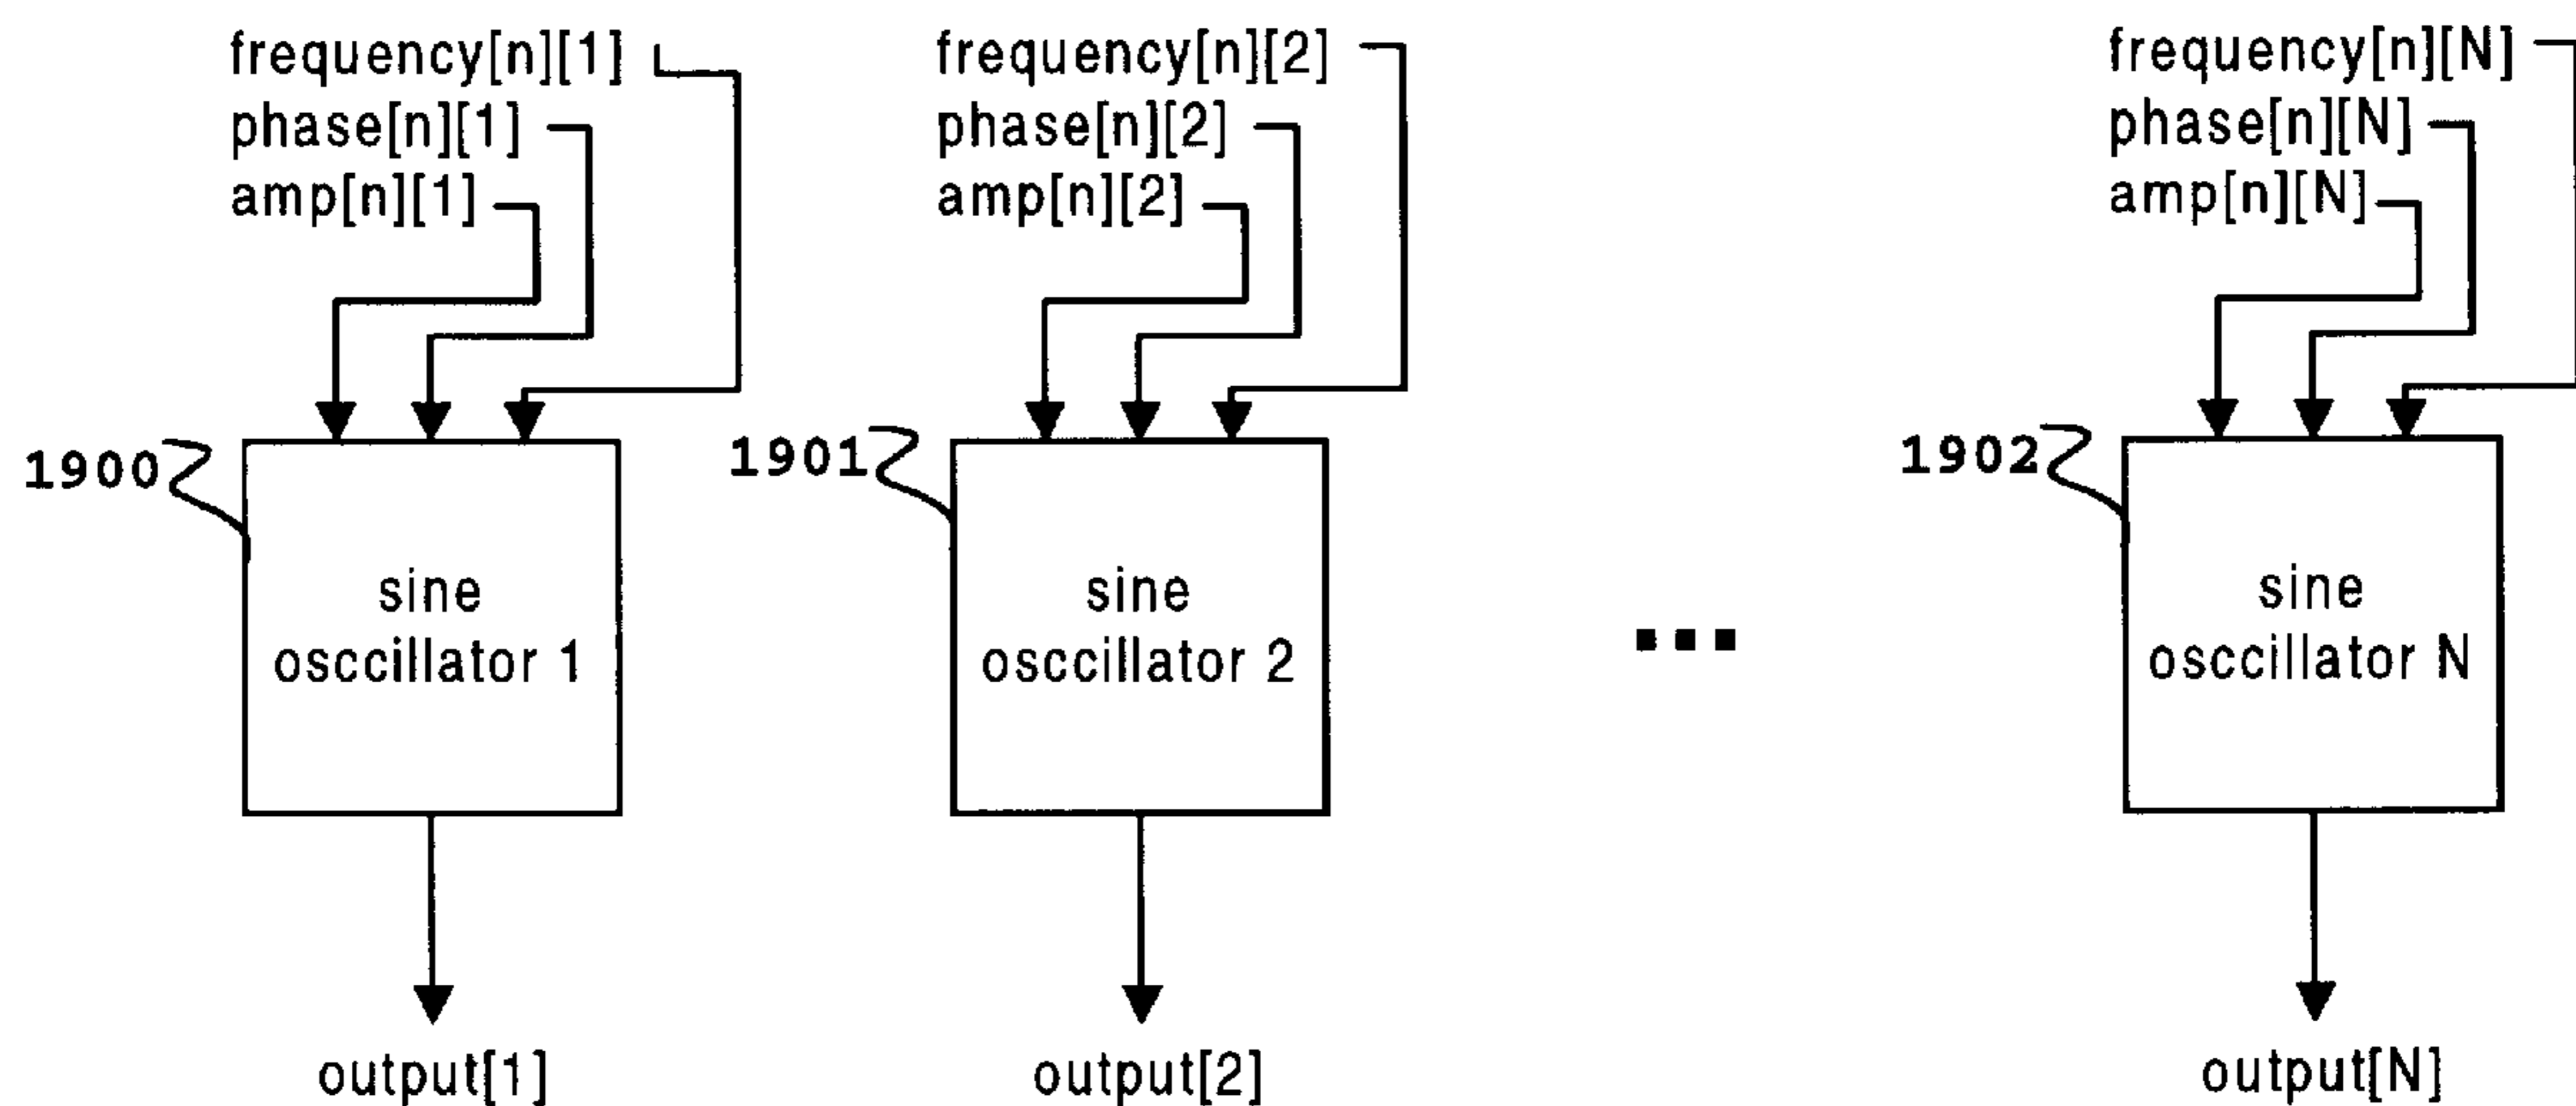 frequency[n][1]
phase[n][1]
amp[n][1]
frequency[n][2]
phase[n][2]
amp[n][2]
frequency[n][N]
phase[n][N]
amp[n][N]
1900
sine
osccillator 1
1901
sine
osccillator 2
...
1902
sine
osccillator N
output[1]
output[2]
output[N]